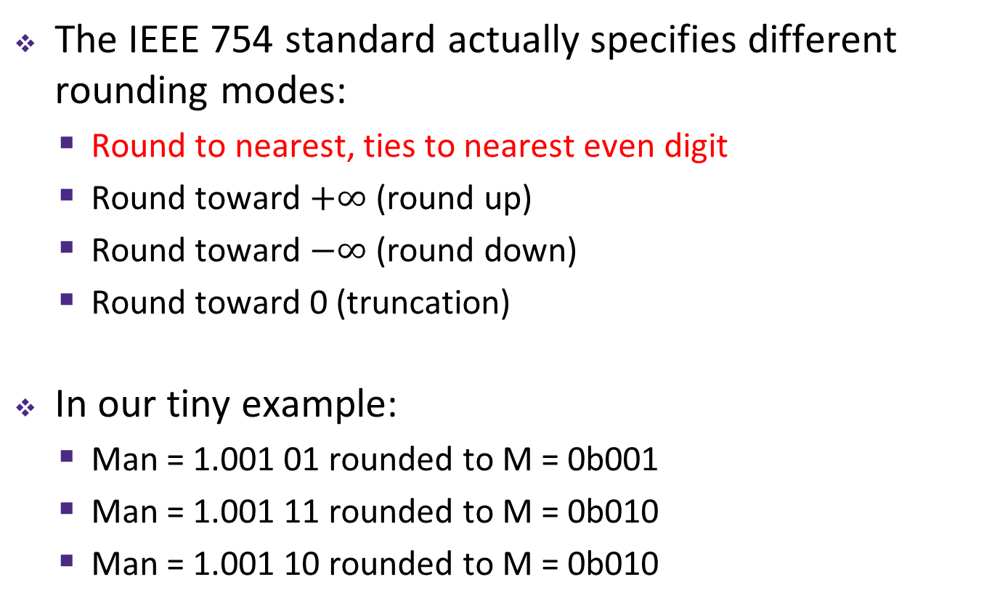 ❖ The IEEE 754 standard actually specifies different
rounding modes:
▪ Round to nearest, ties to nearest even digit
▪ Round toward +∞ (round up)
▪ Round toward −∞ (round down)
▪ Round toward 0 (truncation)
❖ In our tiny example:
▪ Man = 1.001 01 rounded to M = 0b001
▪ Man = 1.001 11 rounded to M = 0b010
▪ Man = 1.001 10 rounded to M = 0b010